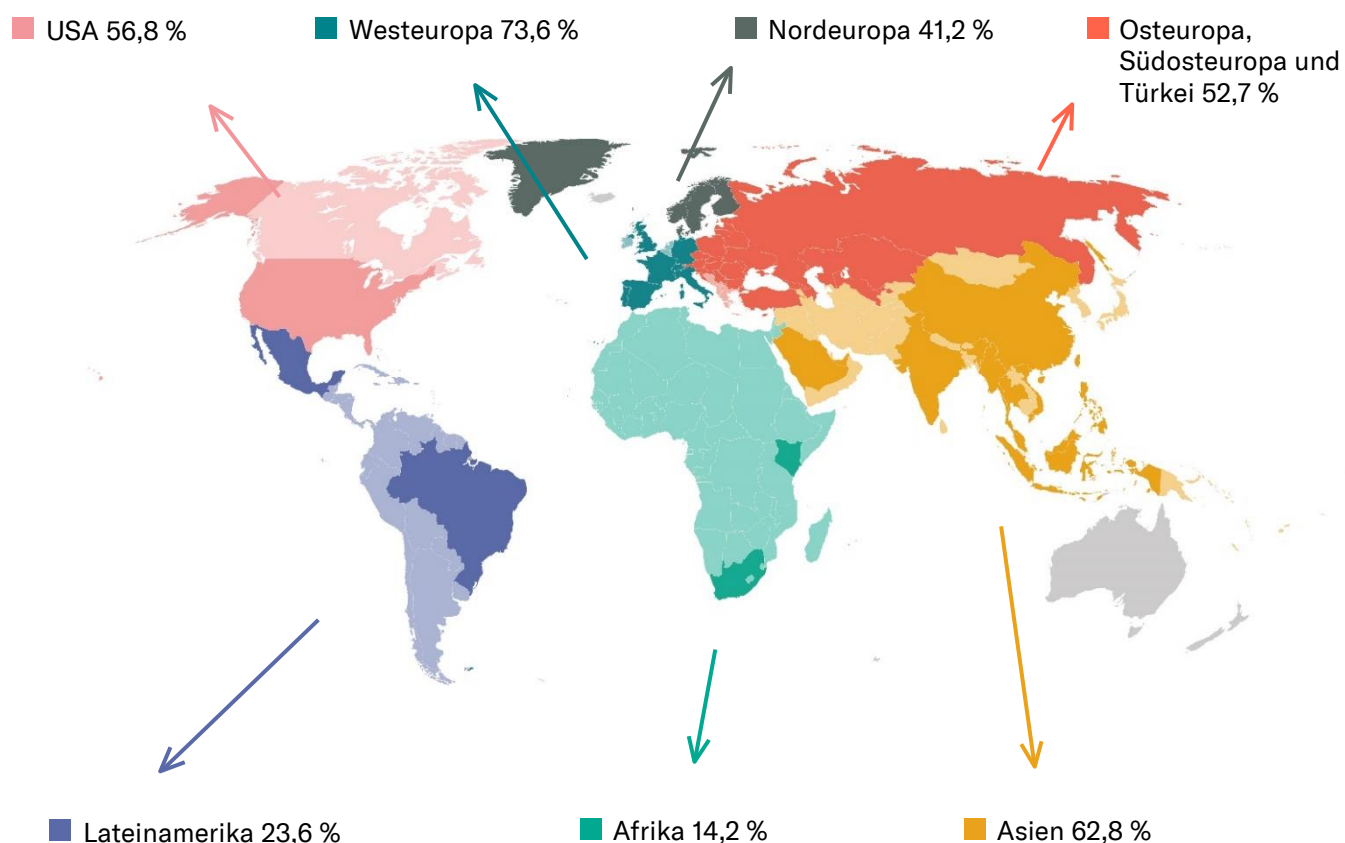 USA 56,8 %
Westeuropa 73,6 %
Nordeuropa 41,2 %
Osteuropa,
Südosteuropa und
Türkei 52,7 %
Lateinamerika 23,6 %
Afrika 14,2 %
Asien 62,8 %